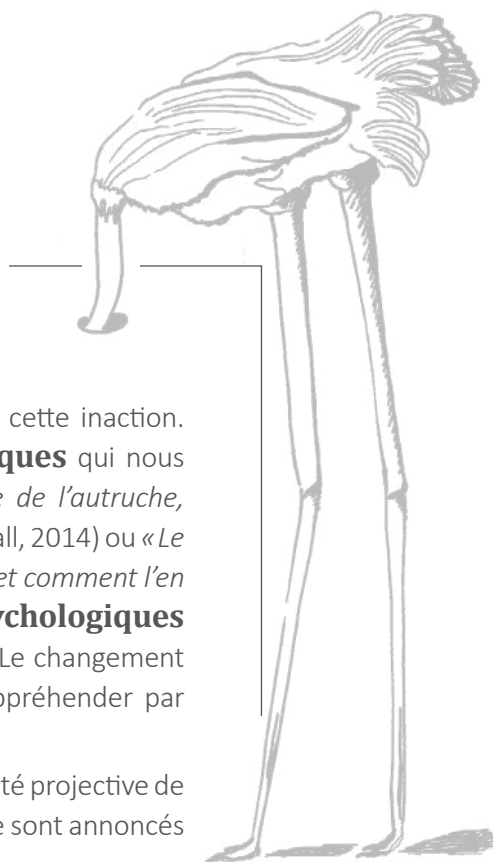 cette inaction.
ques qui nous
e de l’autruche,
all, 2014) ou « Le
et comment l’en
ychologiques
Le changement
ppréhender par
té projective de
e sont annoncés